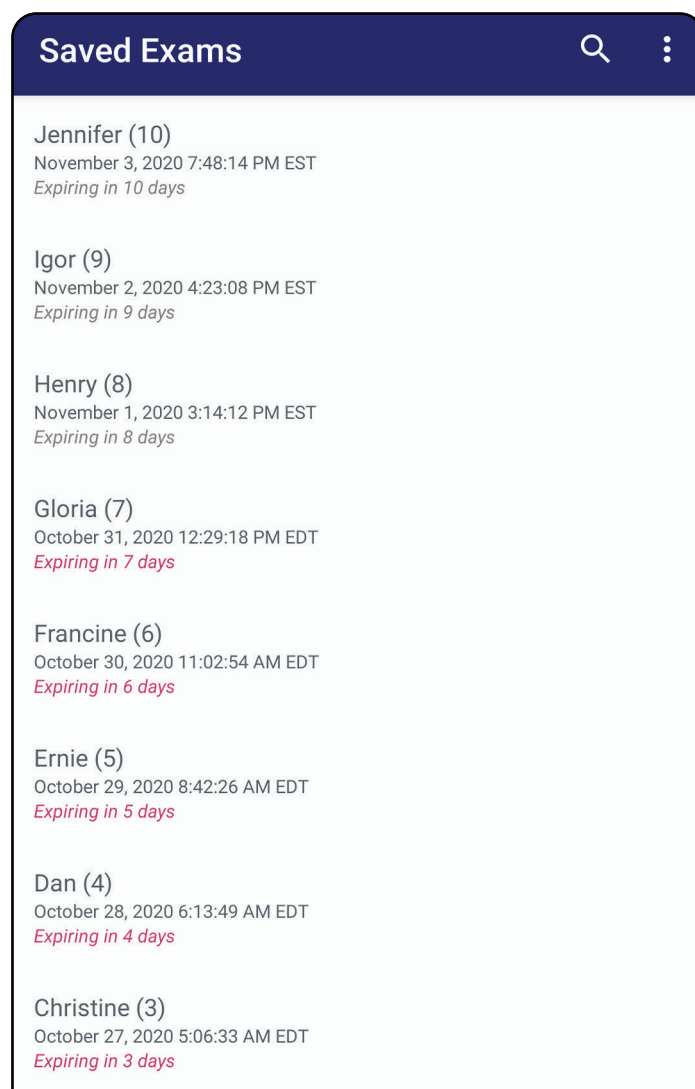 Saved Exams
Jennifer (10)
November 3, 2020 7:48:14 PM EST
Expiring in 10 days
Igor (9)
November 2, 2020 4:23:08 PM EST
Expiring in 9 days
Henry (8)
November 1, 2020 3:14:12 PM EST
Expiring in 8 days
Gloria (7)
October 31, 2020 12:29:18 PM EDT
Expiring in 7 days
Francine (6)
October 30, 2020 11:02:54 AM EDT
Expiring in 6 days
Ernie (5)
October 29, 2020 8:42:26 AM EDT
Expiring in 5 days
Dan (4)
October 28, 2020 6:13:49 AM EDT
Expiring in 4 days
Christine (3)
October 27, 2020 5:06:33 AM EDT
Expiring in 3 days